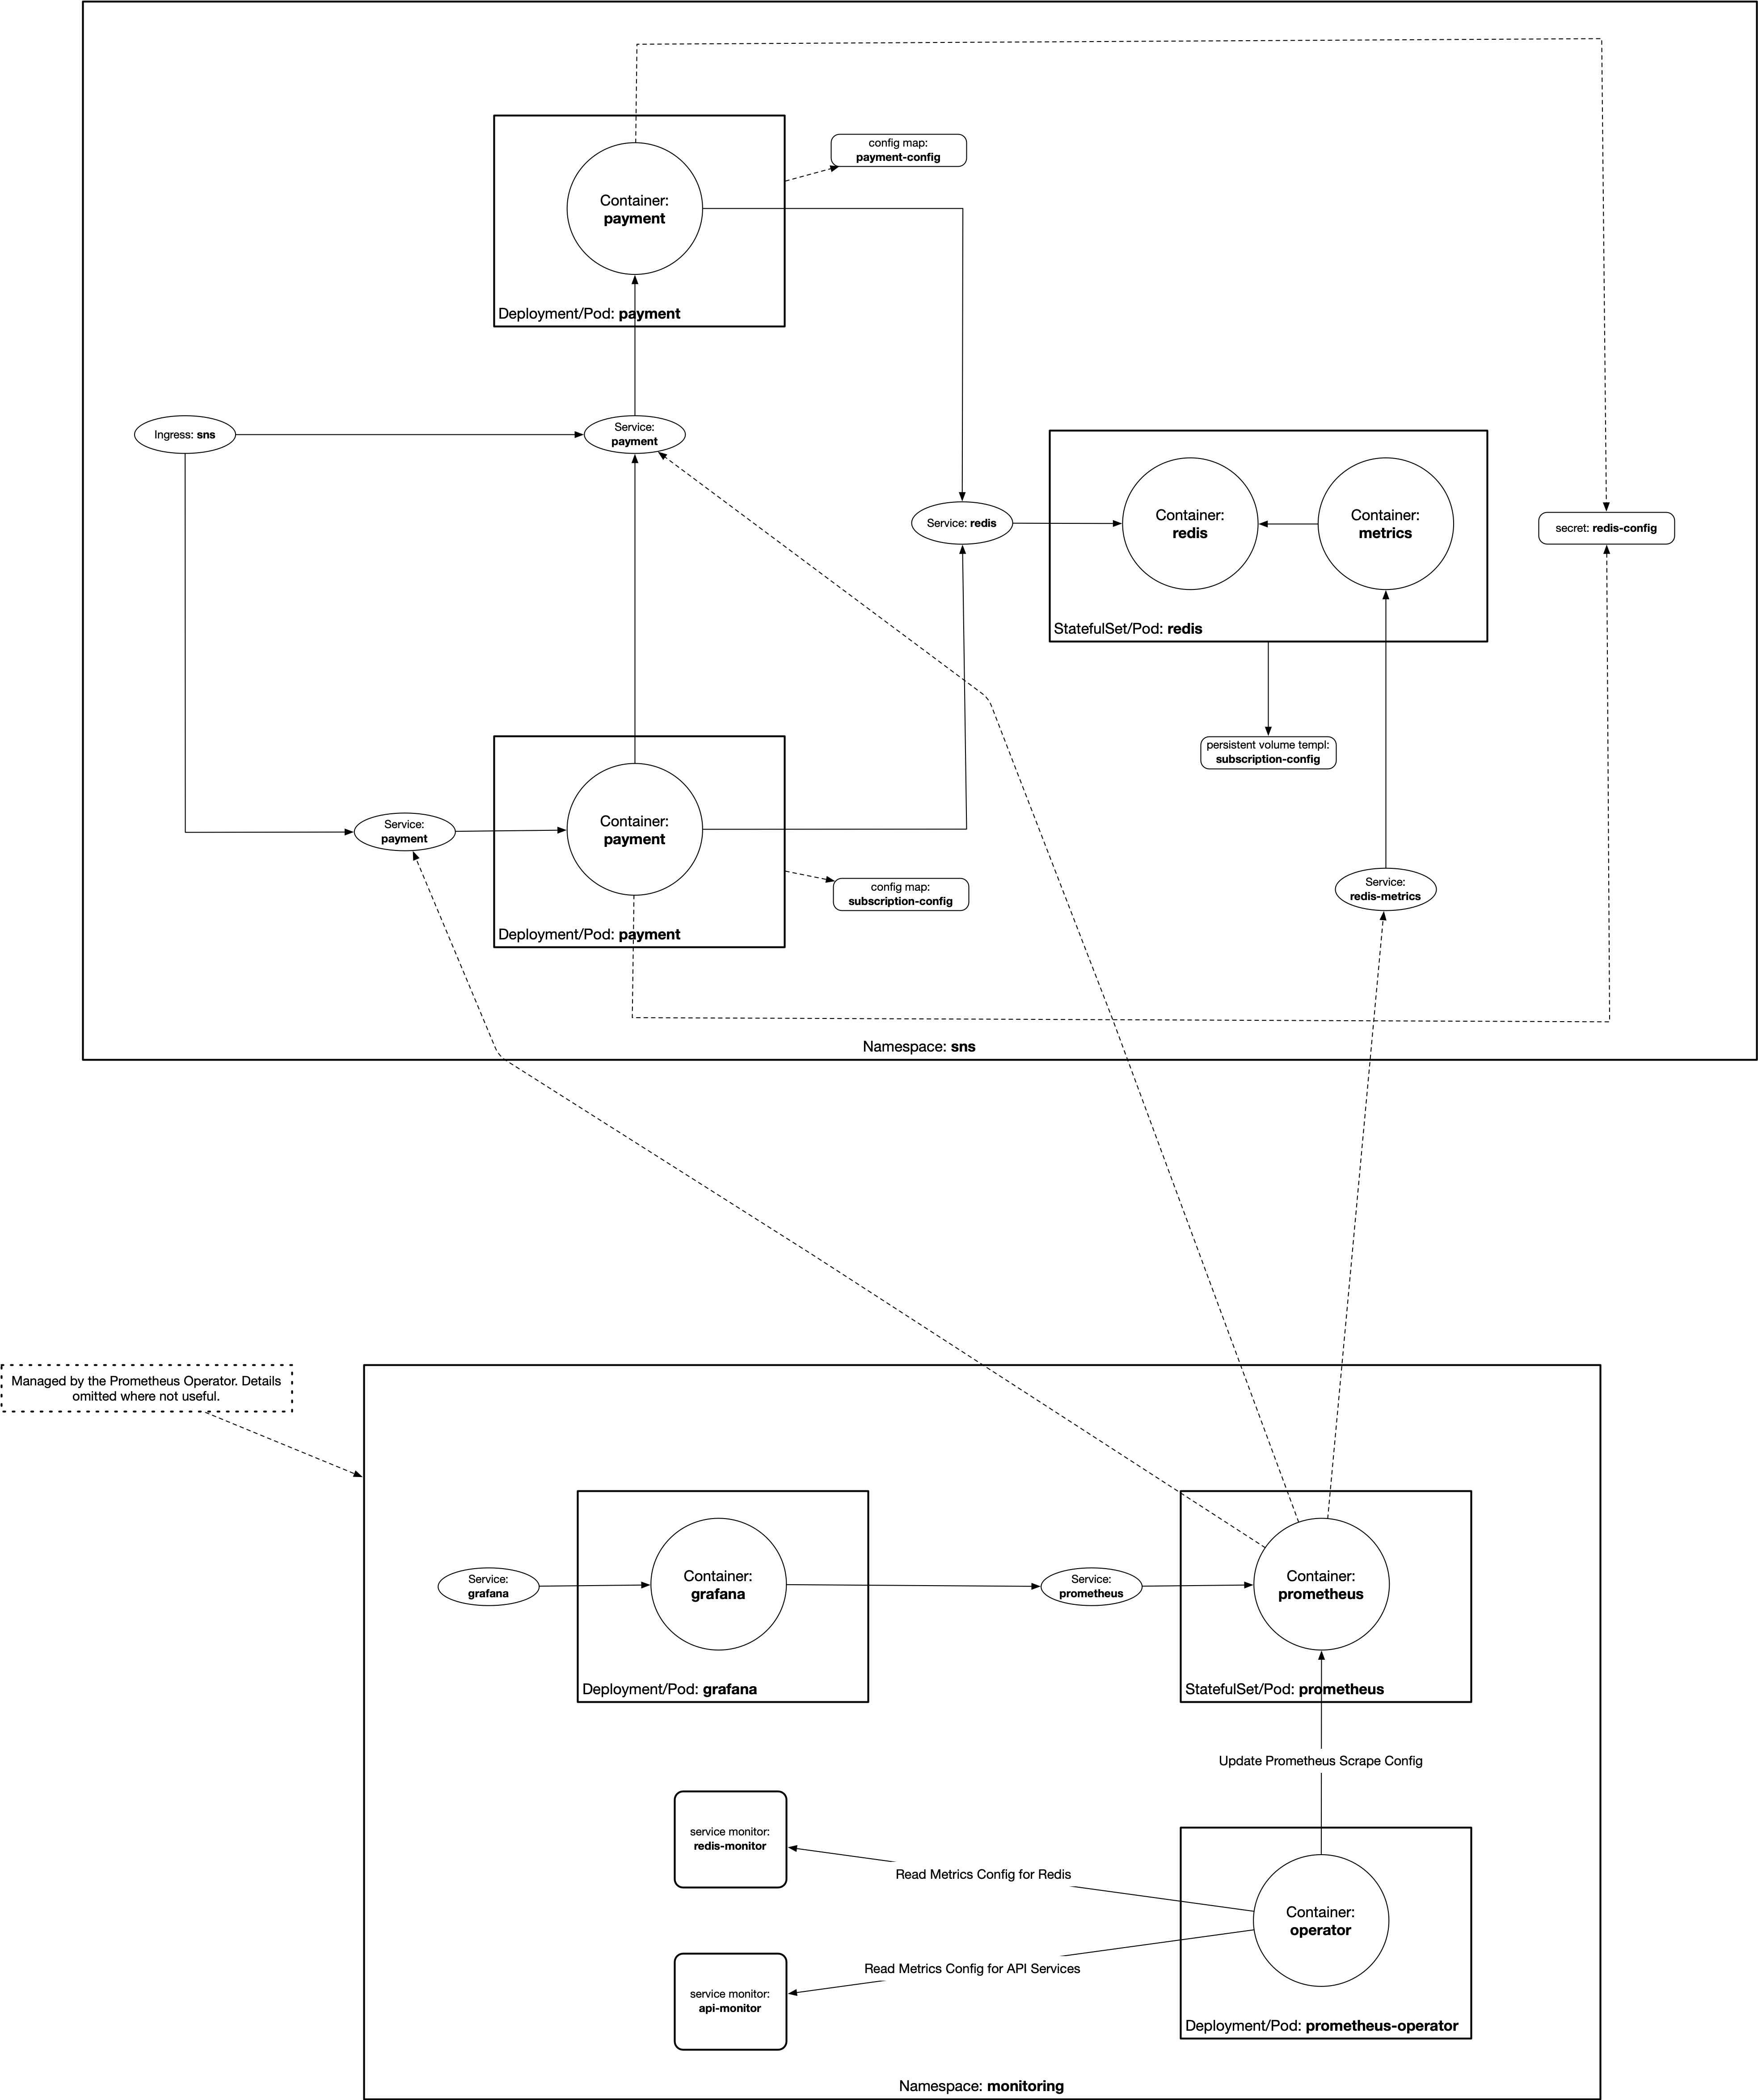 config map:
payment-config
Container:
payment
Deployment/Pod: payment
Ingress: sns
Service:
payment
Service: redis
Container:
redis
Container:
metrics
StatefulSet/Pod: redis
secret: redis-config
persistent volume templ:
subscription-config
Service:
payment
Container:
payment
Deployment/Pod: payment
config map:
subscription-config
Service:
redis-metrics
Namespace: sns
Managed by the Prometheus Operator. Details
omitted where not useful.
Service:
grafana
Container:
grafana
Deployment/Pod: grafana
Service:
prometheus
Container:
prometheus
StatefulSet/Pod: prometheus
Update Prometheus Scrape Config
service monitor:
redis-monitor
Read Metrics Config for Redis
Container:
operator
Read Metrics Config for API Services
service monitor:
api-monitor
Deployment/Pod: prometheus-operator
Namespace: monitoring